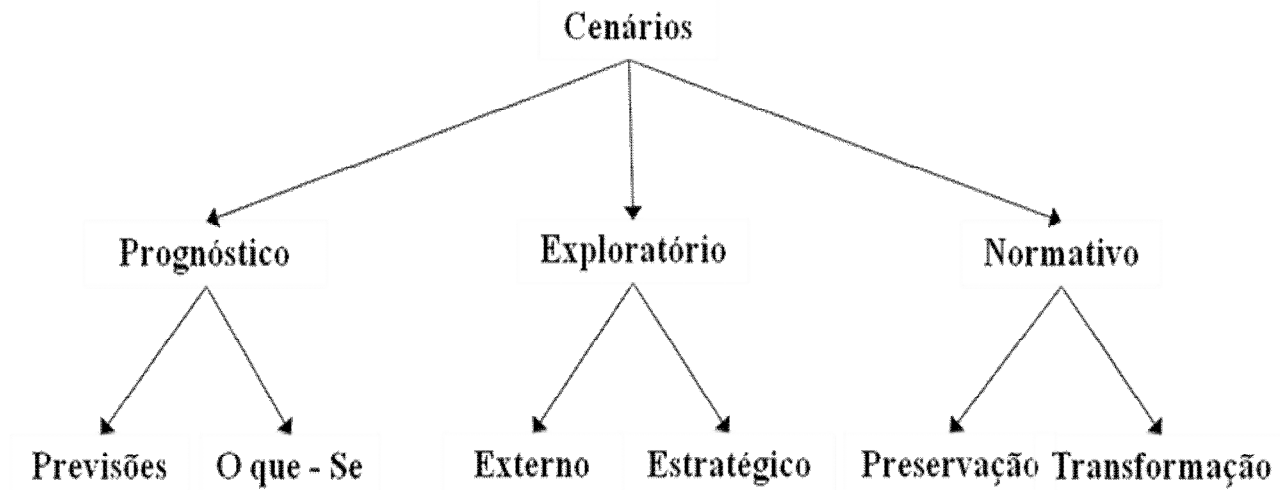 Cenários
Prognóstico Exploratório Normativo
Previsões O que - Se Externo Estratégico Preservação Transformação